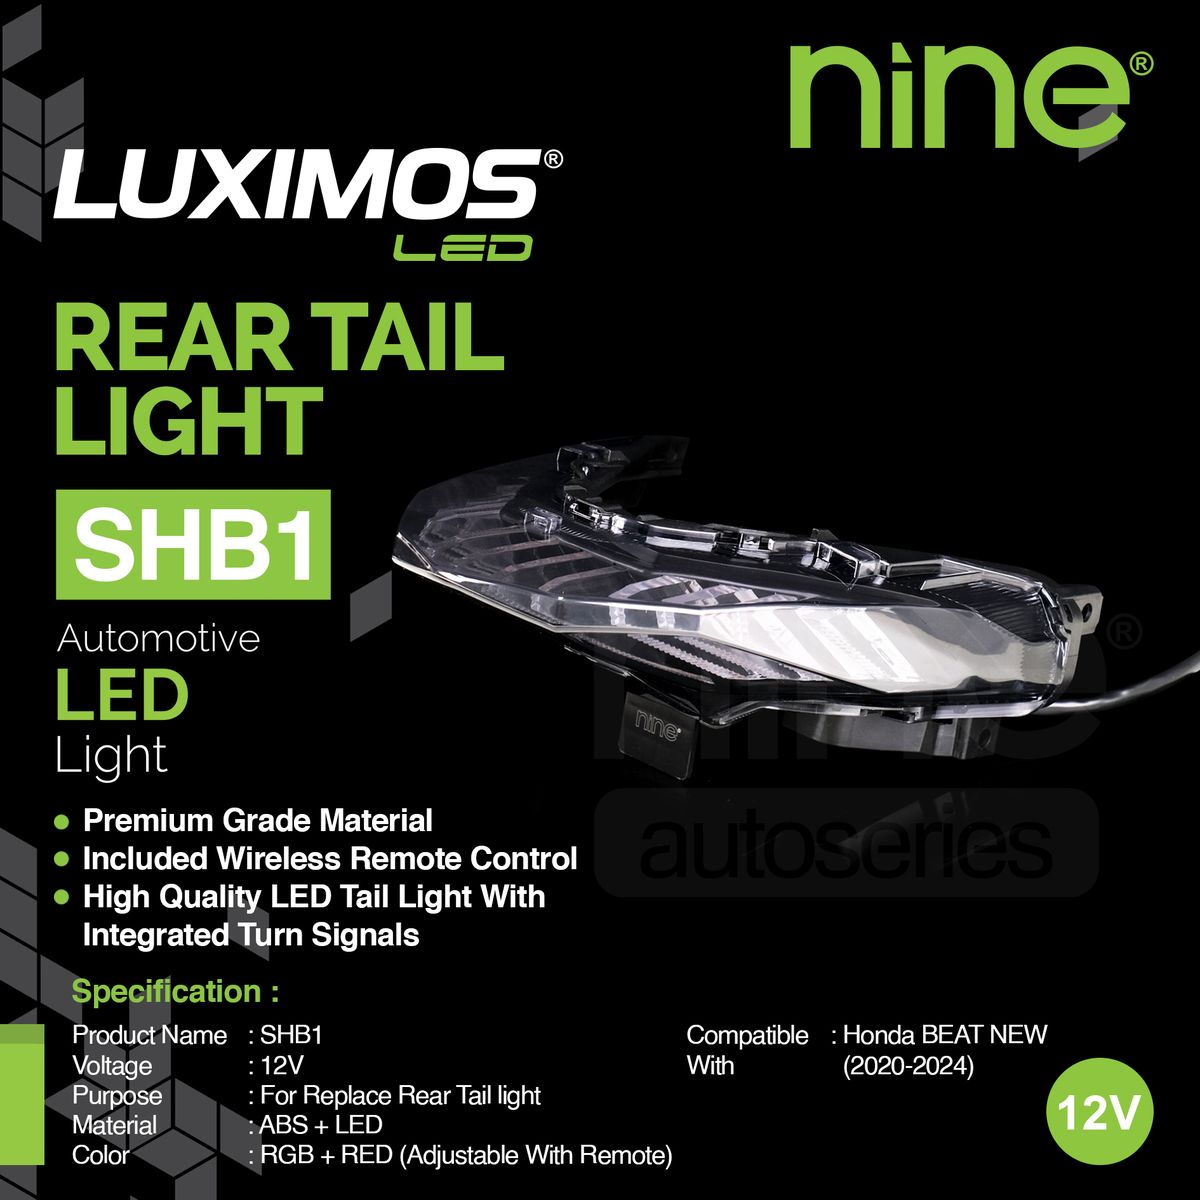 nine®
LUXIMOS®
LED
REAR TAIL
LIGHT
SHB1
Automotive
LED
Light
nine®
nine®
autoseries
• Premium Grade Material
• Included Wireless Remote Control
• High Quality LED Tail Light With
Integrated Turn Signals
Specification :
Product Name : SHB1
Voltage : 12V
Purpose : For Replace Rear Tail light
Material : ABS + LED
Color : RGB + RED (Adjustable With Remote)
Compatible : Honda BEAT NEW
With (2020-2024)
12V